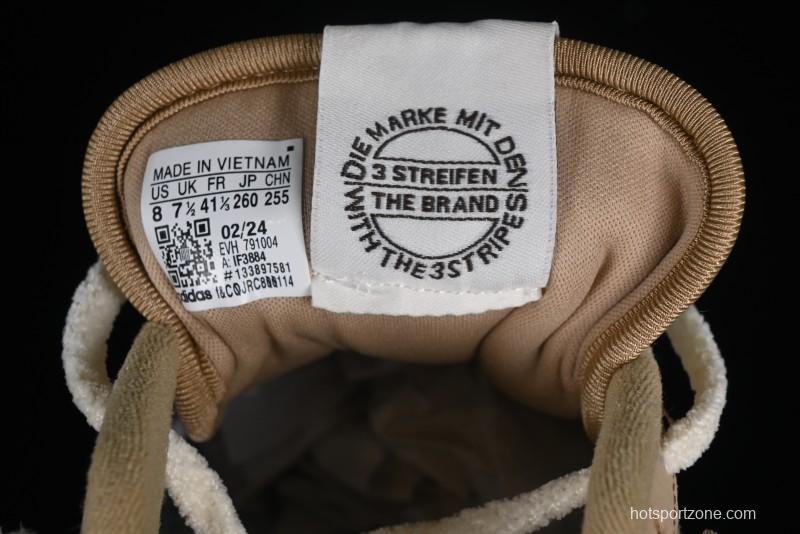 MADE IN VIETNAM
US UK FR JP CHN
8 7½ 41⅓ 260 255
02/24
EVH 791004
A: IF3884
# 133897581
adidas
DIE MARKE MIT DEN
3 STREIFEN
THE BRAND
WITH THE 3 STRIPES
hotsportzone.com